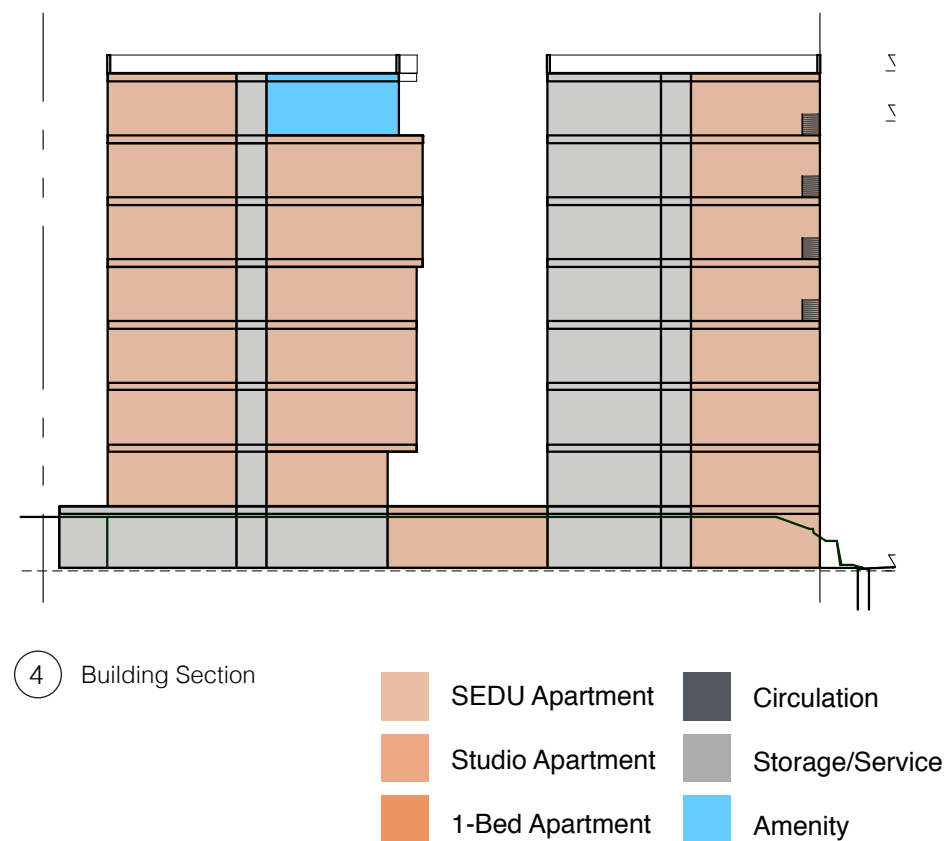 4 Building Section
SEDU Apartment
Circulation
Studio Apartment
Storage/Service
1-Bed Apartment
Amenity